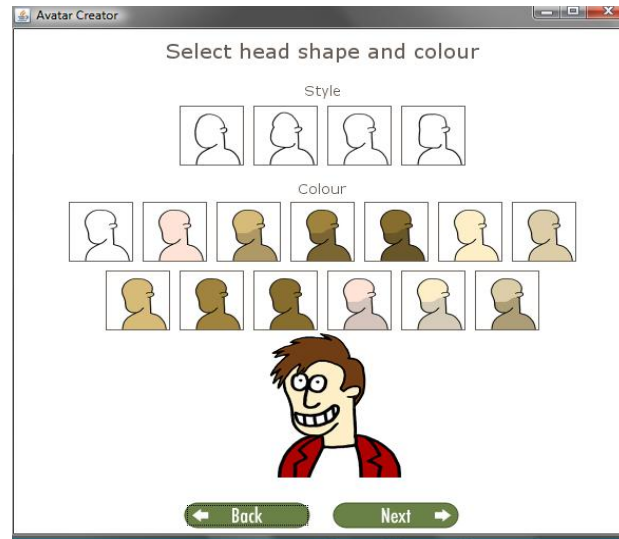 Avatar Creator
Select head shape and colour
Style
Colour
Back
Next